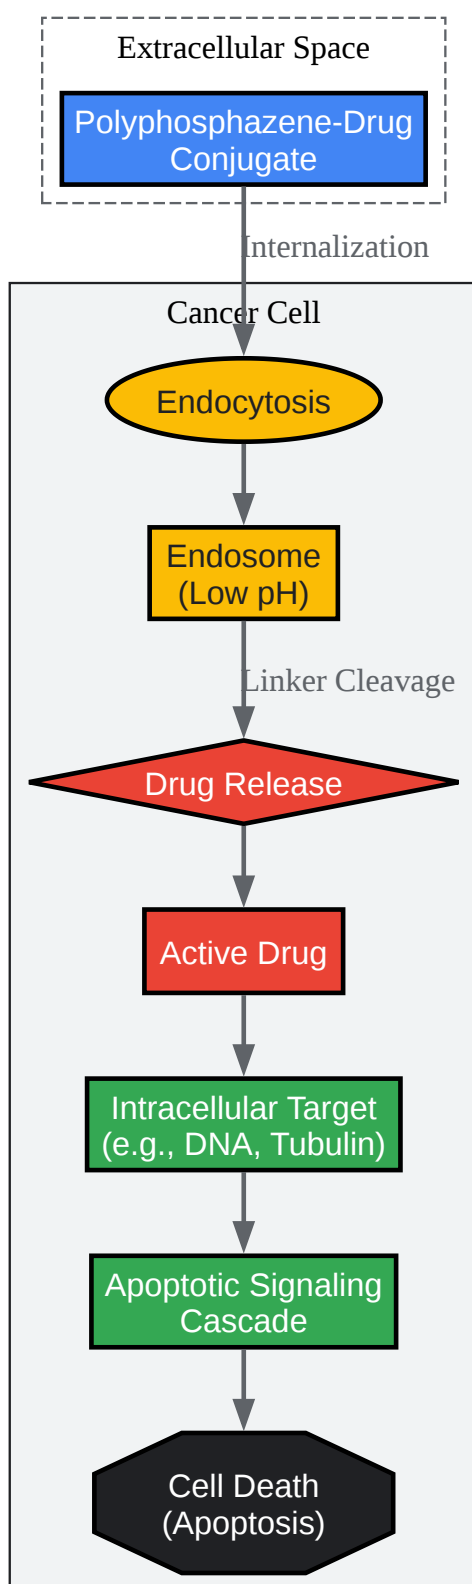 Extracellular Space
Polyphosphazene-Drug
Conjugate
Internalization
Cancer Cell
Endocytosis
Endosome
(Low pH)
Linker Cleavage
Drug Release
Active Drug
Intracellular Target
(e.g., DNA, Tubulin)
Apoptotic Signaling
Cascade
Cell Death
(Apoptosis)